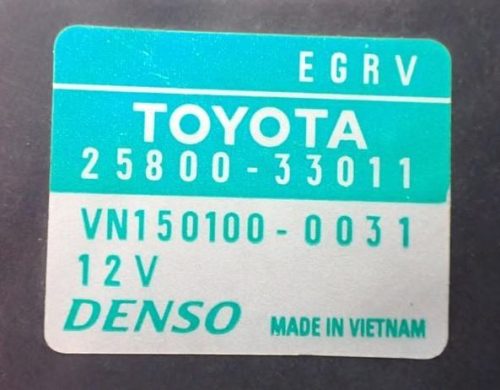 EGRV
TOYOTA
25800-33011
VN150100-0031
12V
DENSO MADE IN VIETNAM